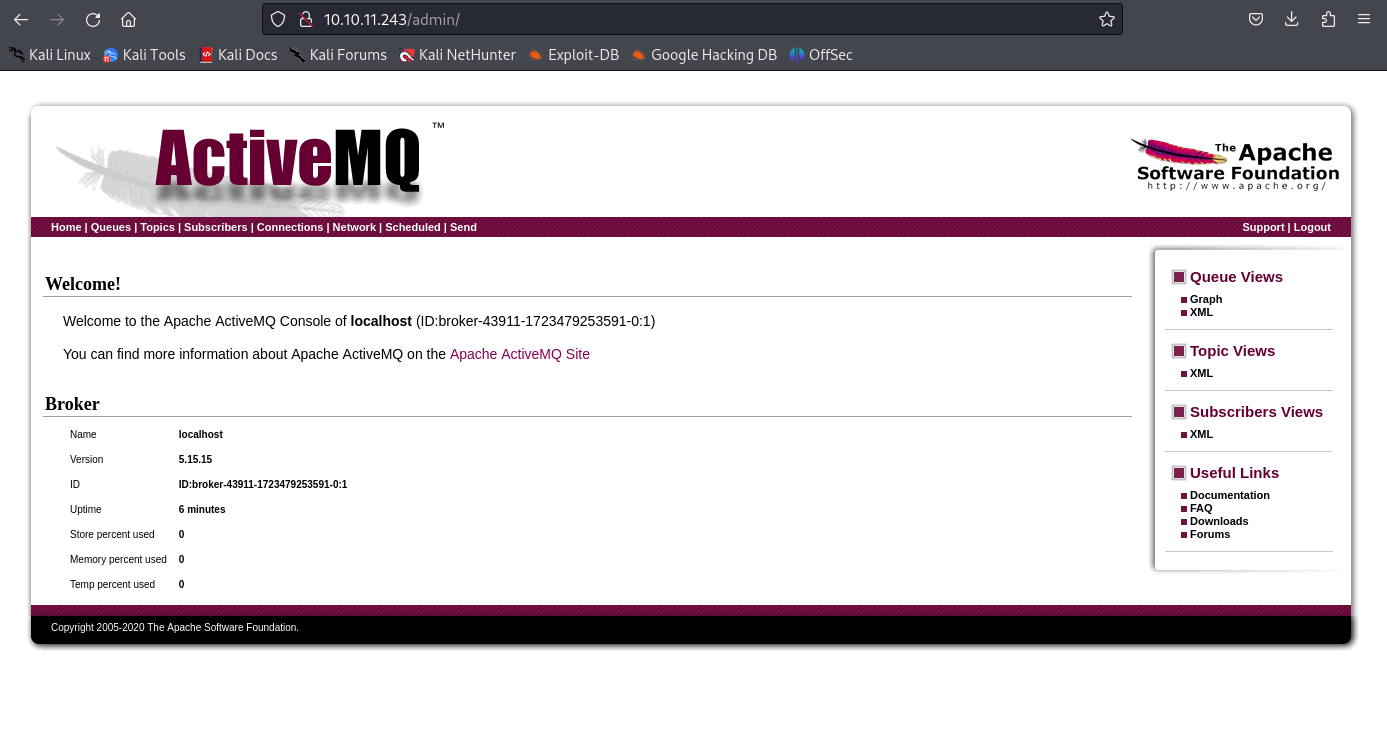 10.10.11.243/admin/
Kali Linux Kali Tools Kali Docs Kali Forums Kali NetHunter Exploit-DB Google Hacking DB OffSec
ActiveMQ ™
The Apache
Software Foundation
http://www.apache.org/
Home | Queues | Topics | Subscribers | Connections | Network | Scheduled | Send
Support | Logout
Welcome!
Welcome to the Apache ActiveMQ Console of localhost (ID:broker-43911-1723479253591-0:1)
You can find more information about Apache ActiveMQ on the Apache ActiveMQ Site
Broker
Name localhost
Version 5.15.15
ID ID:broker-43911-1723479253591-0:1
Uptime 6 minutes
Store percent used 0
Memory percent used 0
Temp percent used 0
Queue Views
Graph
XML
Topic Views
XML
Subscribers Views
XML
Useful Links
Documentation
FAQ
Downloads
Forums
Copyright 2005-2020 The Apache Software Foundation.